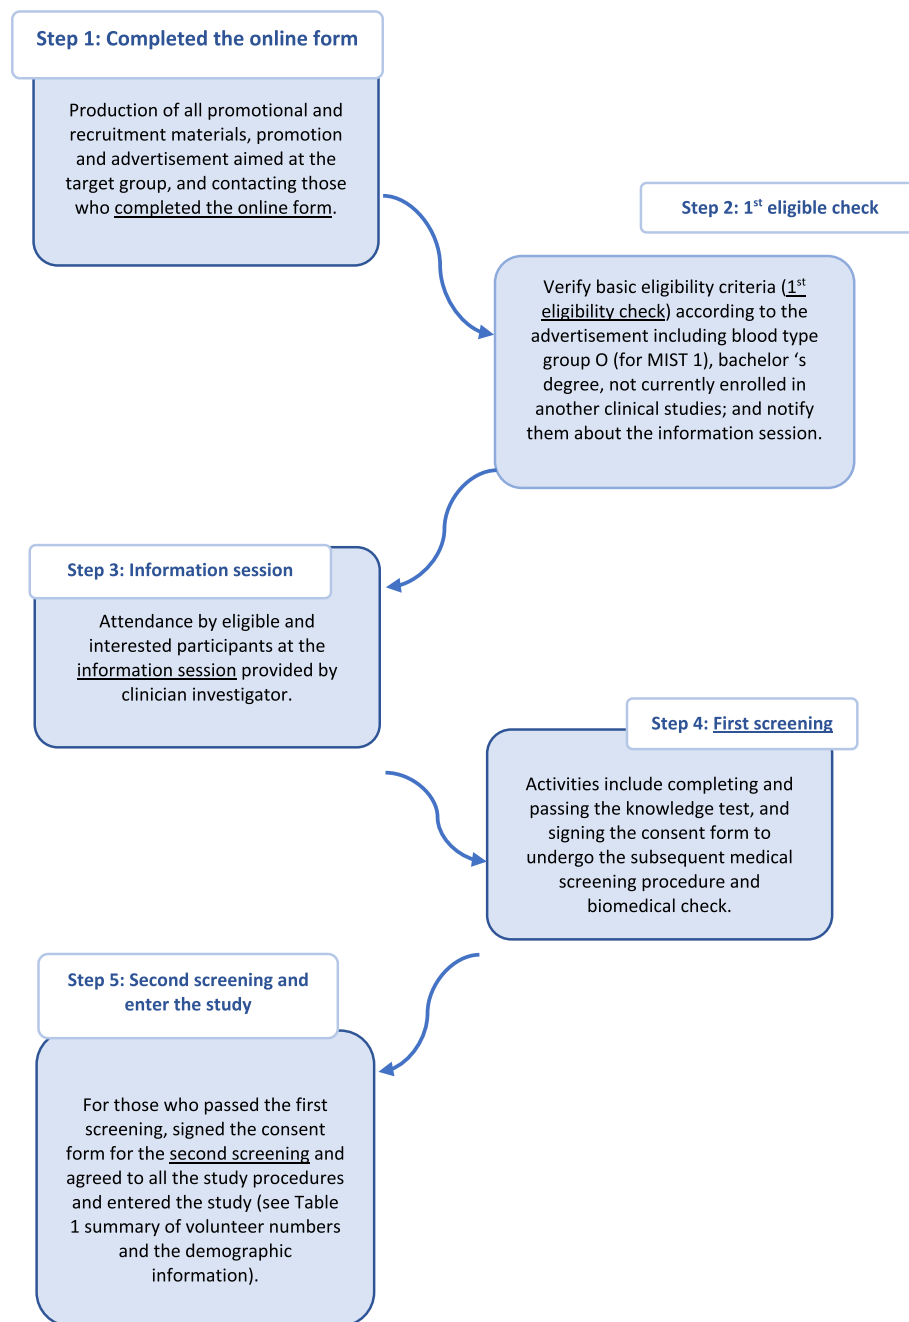 Step 1: Completed the online form
Production of all promotional and
recruitment materials, promotion
and advertisement aimed at the
target group, and contacting those
who completed the online form.
Step 2: 1st eligible check
Verify basic eligibility criteria (1st
eligibility check) according to the
advertisement including blood type
group O (for MIST 1), bachelor ‘s
degree, not currently enrolled in
another clinical studies; and notify
them about the information session.
Step 3: Information session
Attendance by eligible and
interested participants at the
information session provided by
clinician investigator.
Step 4: First screening
Activities include completing and
passing the knowledge test, and
signing the consent form to
undergo the subsequent medical
screening procedure and
biomedical check.
Step 5: Second screening and
enter the study
For those who passed the first
screening, signed the consent
form for the second screening and
agreed to all the study procedures
and entered the study (see Table
1 summary of volunteer numbers
and the demographic
information).